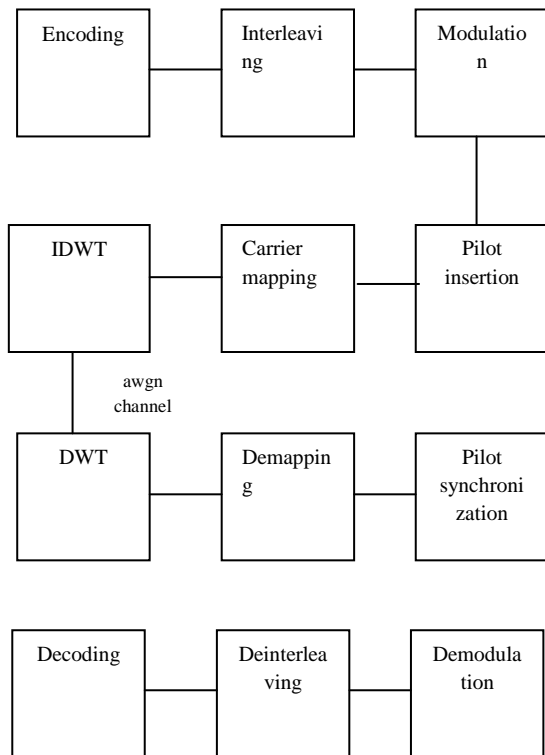 Encoding
Interleavi
ng
Modulatio
n
IDWT
Carrier
mapping
Pilot
insertion
awgn
channel
DWT
Demappin
g
Pilot
synchroni
zation
Decoding
Deinterlea
ving
Demodula
tion